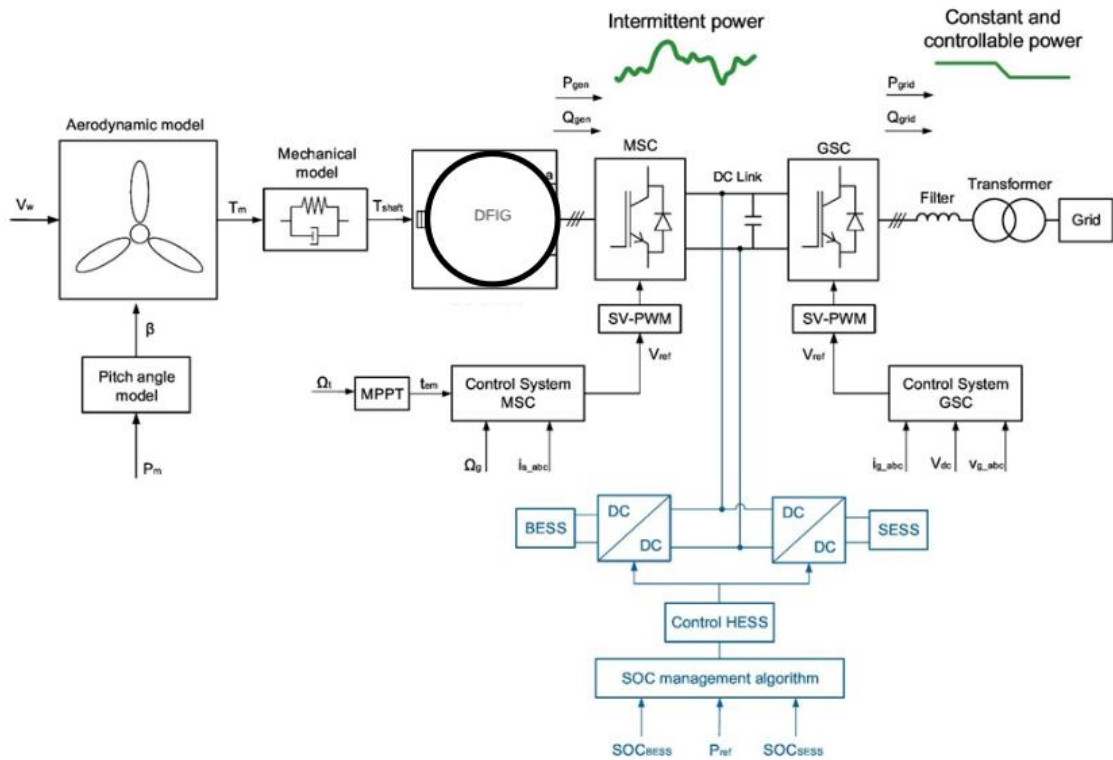 Intermittent power
Constant and
controllable power
Pgen
Qgen
Pgrid
Qgrid
Aerodynamic model
Mechanical
model
MSC
GSC
DC Link
Vw
Tm
Tshaft
a
DFIG
Filter
Transformer
Grid
β
SV-PWM
SV-PWM
Vref
Vref
Pitch angle
model
Ωt
MPPT
tem
Control System
MSC
Control System
GSC
Pm
Ωg
is_abc
ig_abc
Vdc
vg_abc
BESS
DC
DC
DC
DC
SESS
Control HESS
SOC management algorithm
SOCBESS
Pref
SOCSESS